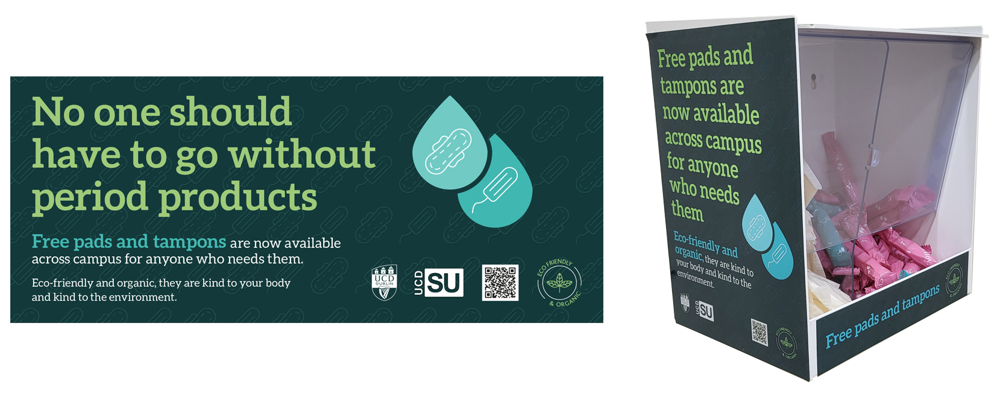 No one should
have to go without
period products
Free pads and tampons are now available
across campus for anyone who needs them.
Eco-friendly and organic, they are kind to your body
and kind to the environment.
UCD
DUBLIN
UCD
SU
ECO FRIENDLY
& ORGANIC
Free pads and
tampons are
now available
across campus
for anyone
who needs
them
Eco-friendly and
organic, they are kind to
your body and kind to the
environment.
UCD
SU
ECO FRIENDLY
& ORGANIC
Free pads and tampons
ECO FRIENDLY
& ORGANIC